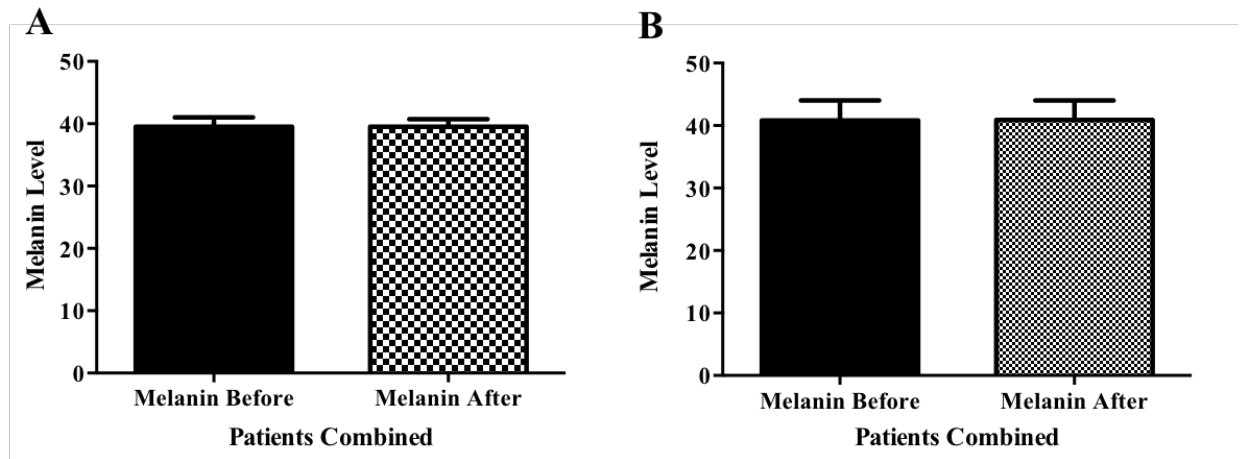 A
50
40
30
20
10
0
Melanin Level
Melanin Before
Melanin After
Patients Combined
B
50
40
30
20
10
0
Melanin Level
Melanin Before
Melanin After
Patients Combined